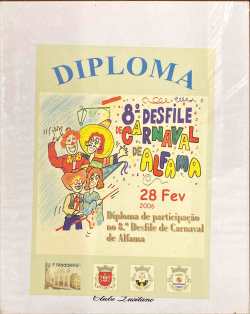 DIPLOMA
8º DESFILE
DE CARNAVAL
DE ALFAMA
28 Fev
2006
Diploma de participação
no 8.º Desfile de Carnaval
de Alfama
Clube Lusitano